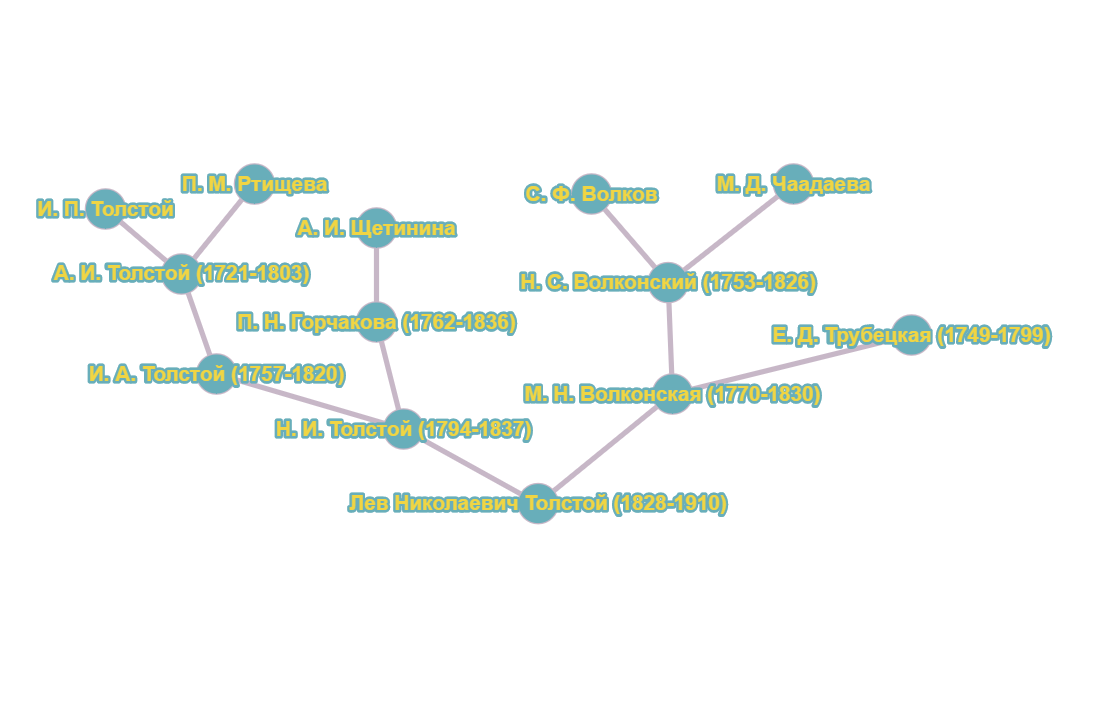 П. М. Ртищева
М. Д. Чаадаева
С. Ф. Волков
И. П. Толстой
А. И. Щетинина
А. И. Толстой (1721-1803)
Н. С. Волконский (1753-1826)
П. Н. Горчакова (1762-1836)
Е. Д. Трубецкая (1749-1799)
И. А. Толстой (1757-1820)
М. Н. Волконская (1770-1830)
Н. И. Толстой (1794-1837)
Лев Николаевич Толстой (1828-1910)